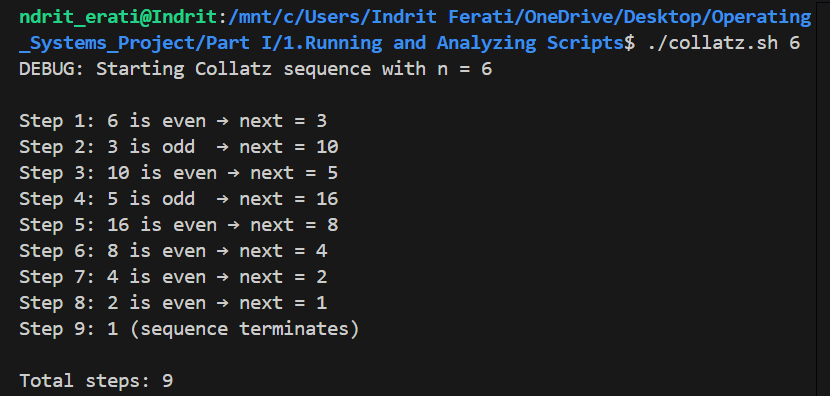 ndrit_erati@Indrit:/mnt/c/Users/Indrit Ferati/OneDrive/Desktop/Operating
_Systems_Project/Part I/1.Running and Analyzing Scripts$ ./collatz.sh 6
DEBUG: Starting Collatz sequence with n = 6
Step 1: 6 is even → next = 3
Step 2: 3 is odd  → next = 10
Step 3: 10 is even → next = 5
Step 4: 5 is odd  → next = 16
Step 5: 16 is even → next = 8
Step 6: 8 is even → next = 4
Step 7: 4 is even → next = 2
Step 8: 2 is even → next = 1
Step 9: 1 (sequence terminates)
Total steps: 9